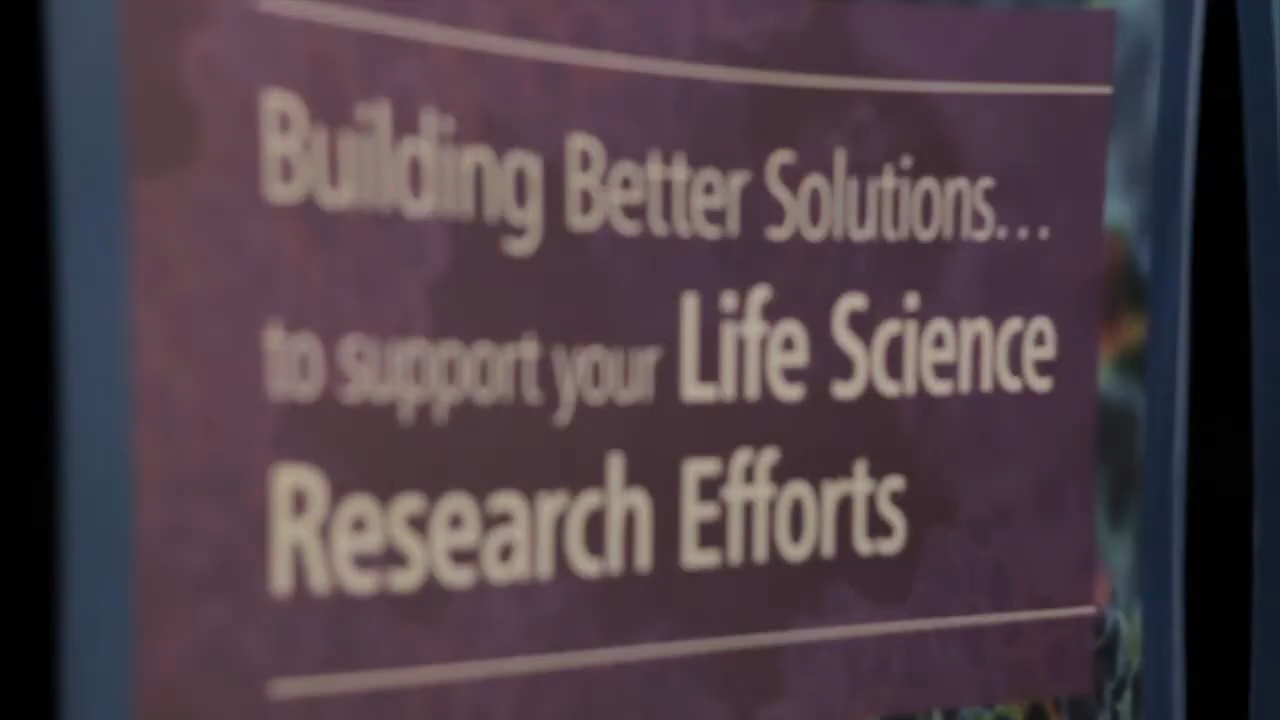 Building Better Solutions...
to support your Life Science
Research Efforts